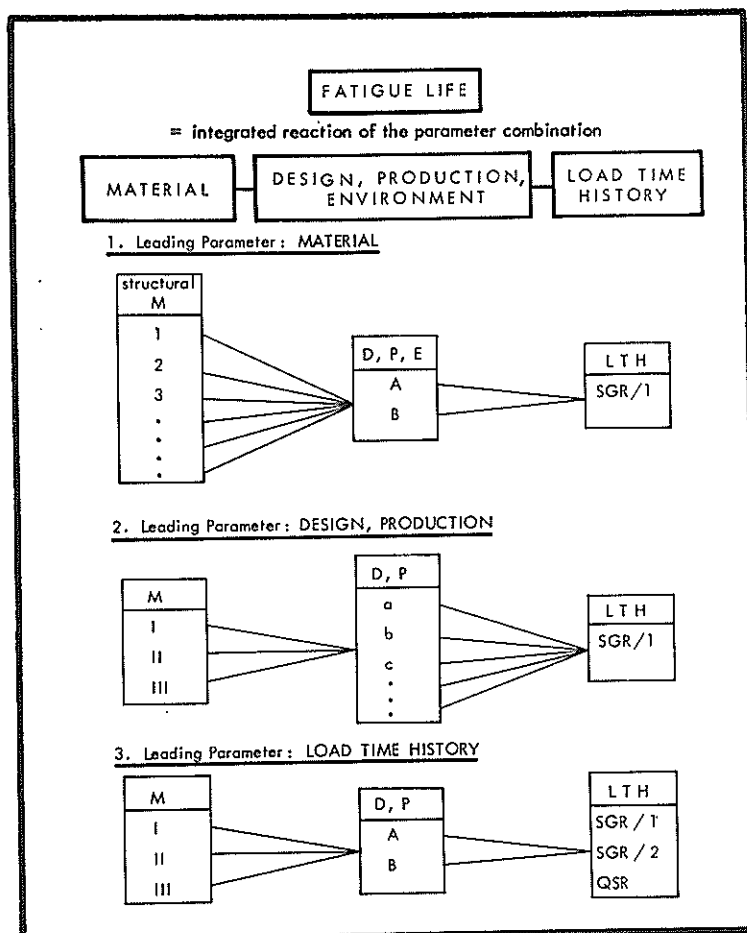 FATIGUE LIFE
= integrated reaction of the parameter combination
MATERIAL
DESIGN, PRODUCTION,
ENVIRONMENT
LOAD TIME
HISTORY
1. Leading Parameter: MATERIAL
structural
M
1
2
3
.
.
.
D, P, E
A
B
LTH
SGR/1
2. Leading Parameter: DESIGN, PRODUCTION
M
I
II
III
D, P
a
b
c
.
.
LTH
SGR/1
3. Leading Parameter: LOAD TIME HISTORY
M
I
II
III
D, P
A
B
LTH
SGR / 1
SGR / 2
QSR